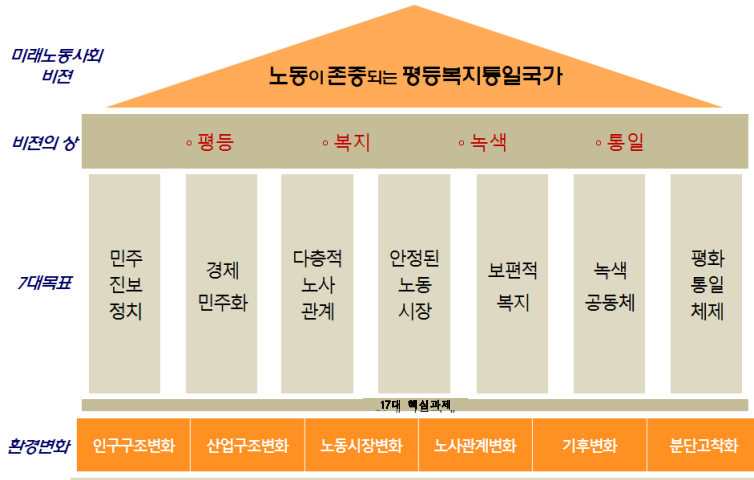 미래노동사회
비젼
노동이 존중되는 평등복지통일국가
비젼의 상
◦ 평등 ◦ 복지 ◦ 녹색 ◦ 통일
7대목표
민주
진보
정치
경제
민주화
다층적
노사
관계
안정된
노동
시장
보편적
복지
녹색
공동체
평화
통일
체제
17대 핵심과제
환경변화
인구구조변화 산업구조변화 노동시장변화 노사관계변화 기후변화 분단고착화